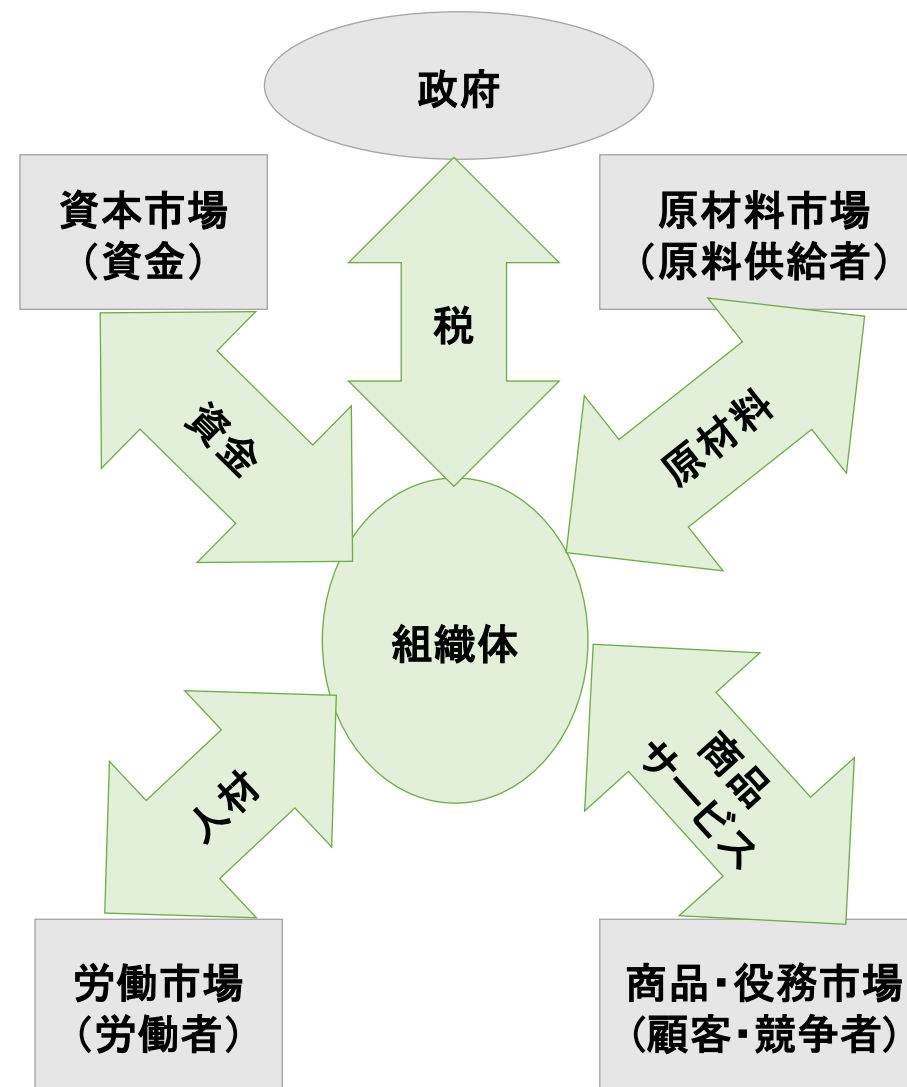 政府
資本市場
（資金）
原材料市場
（原料供給者）
税
資金
原材料
組織体
人材
商品
サービス
労働市場
（労働者）
商品・役務市場
（顧客・競争者）